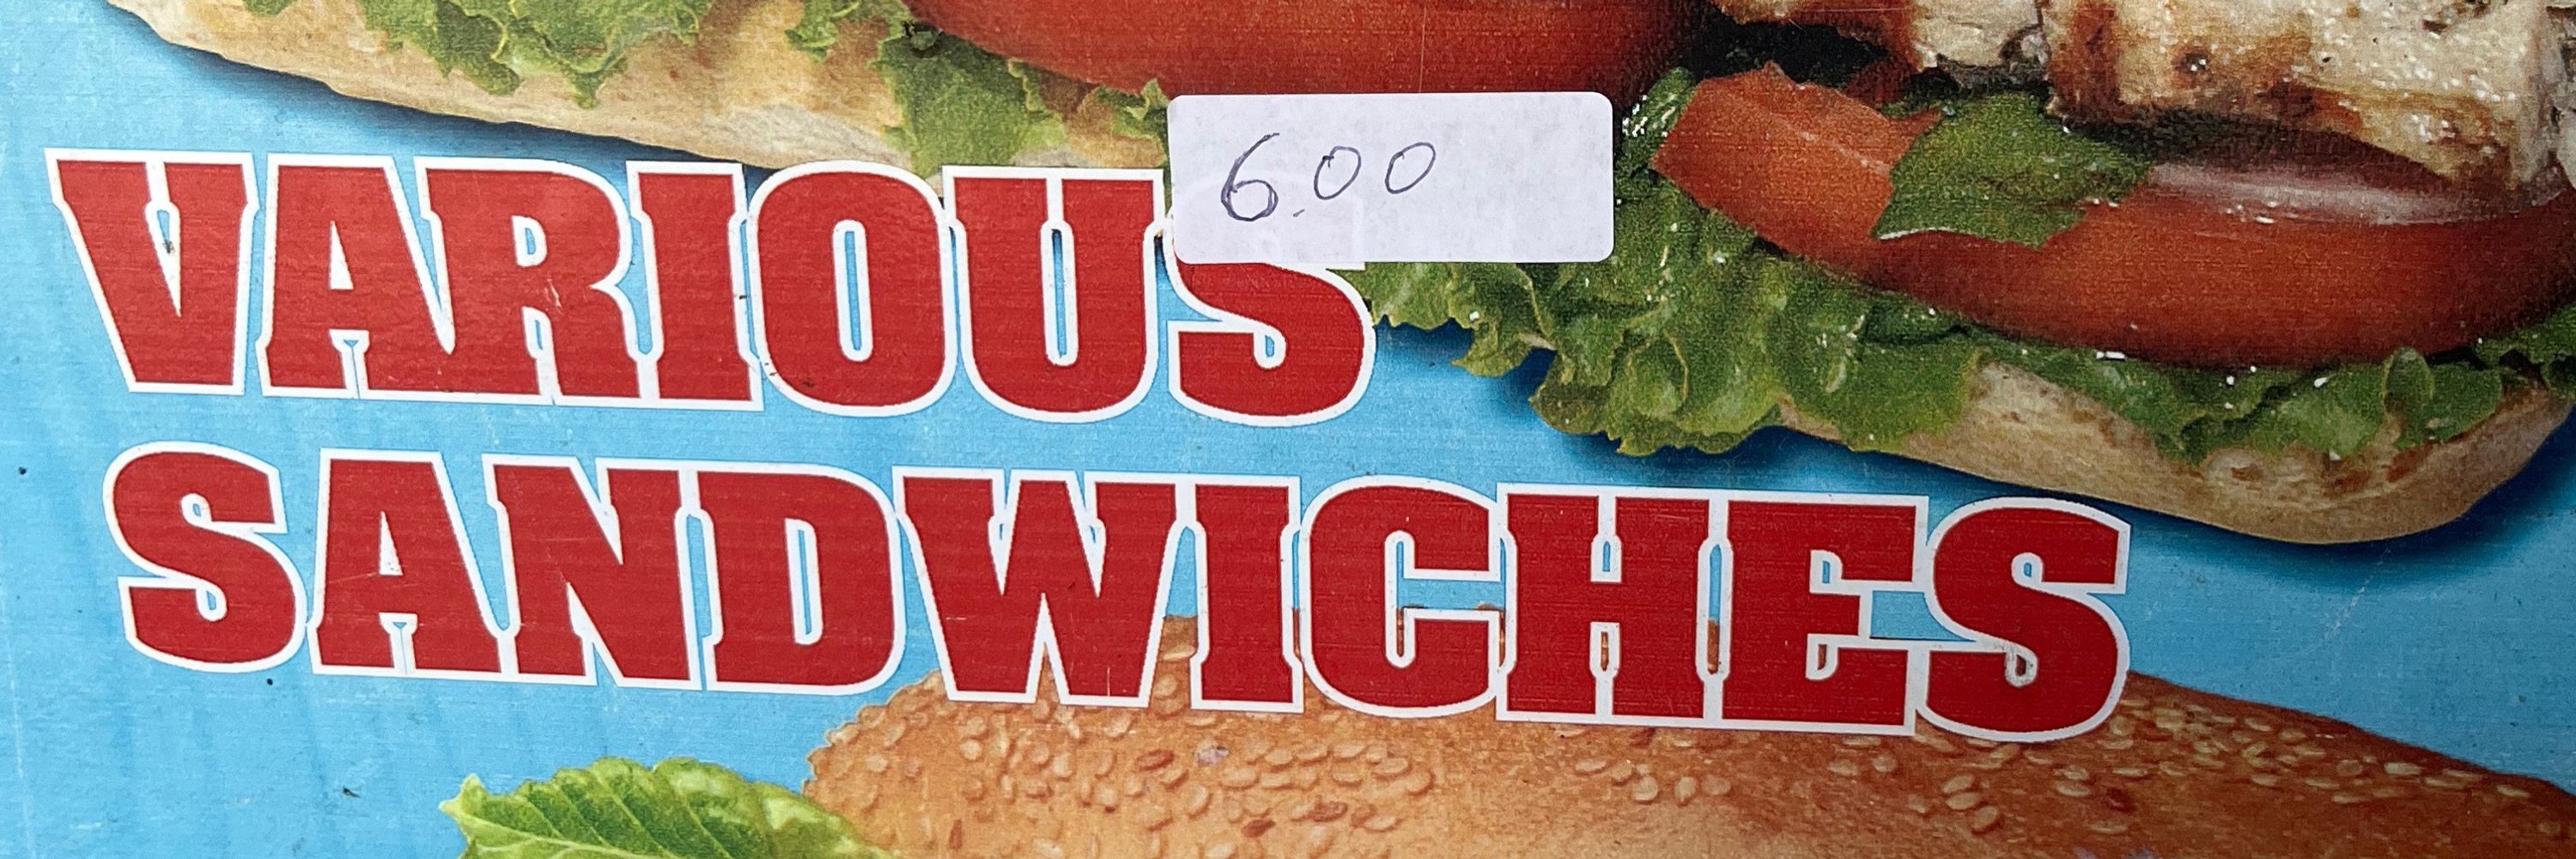 6.00
VARIOUS
SANDWICHES